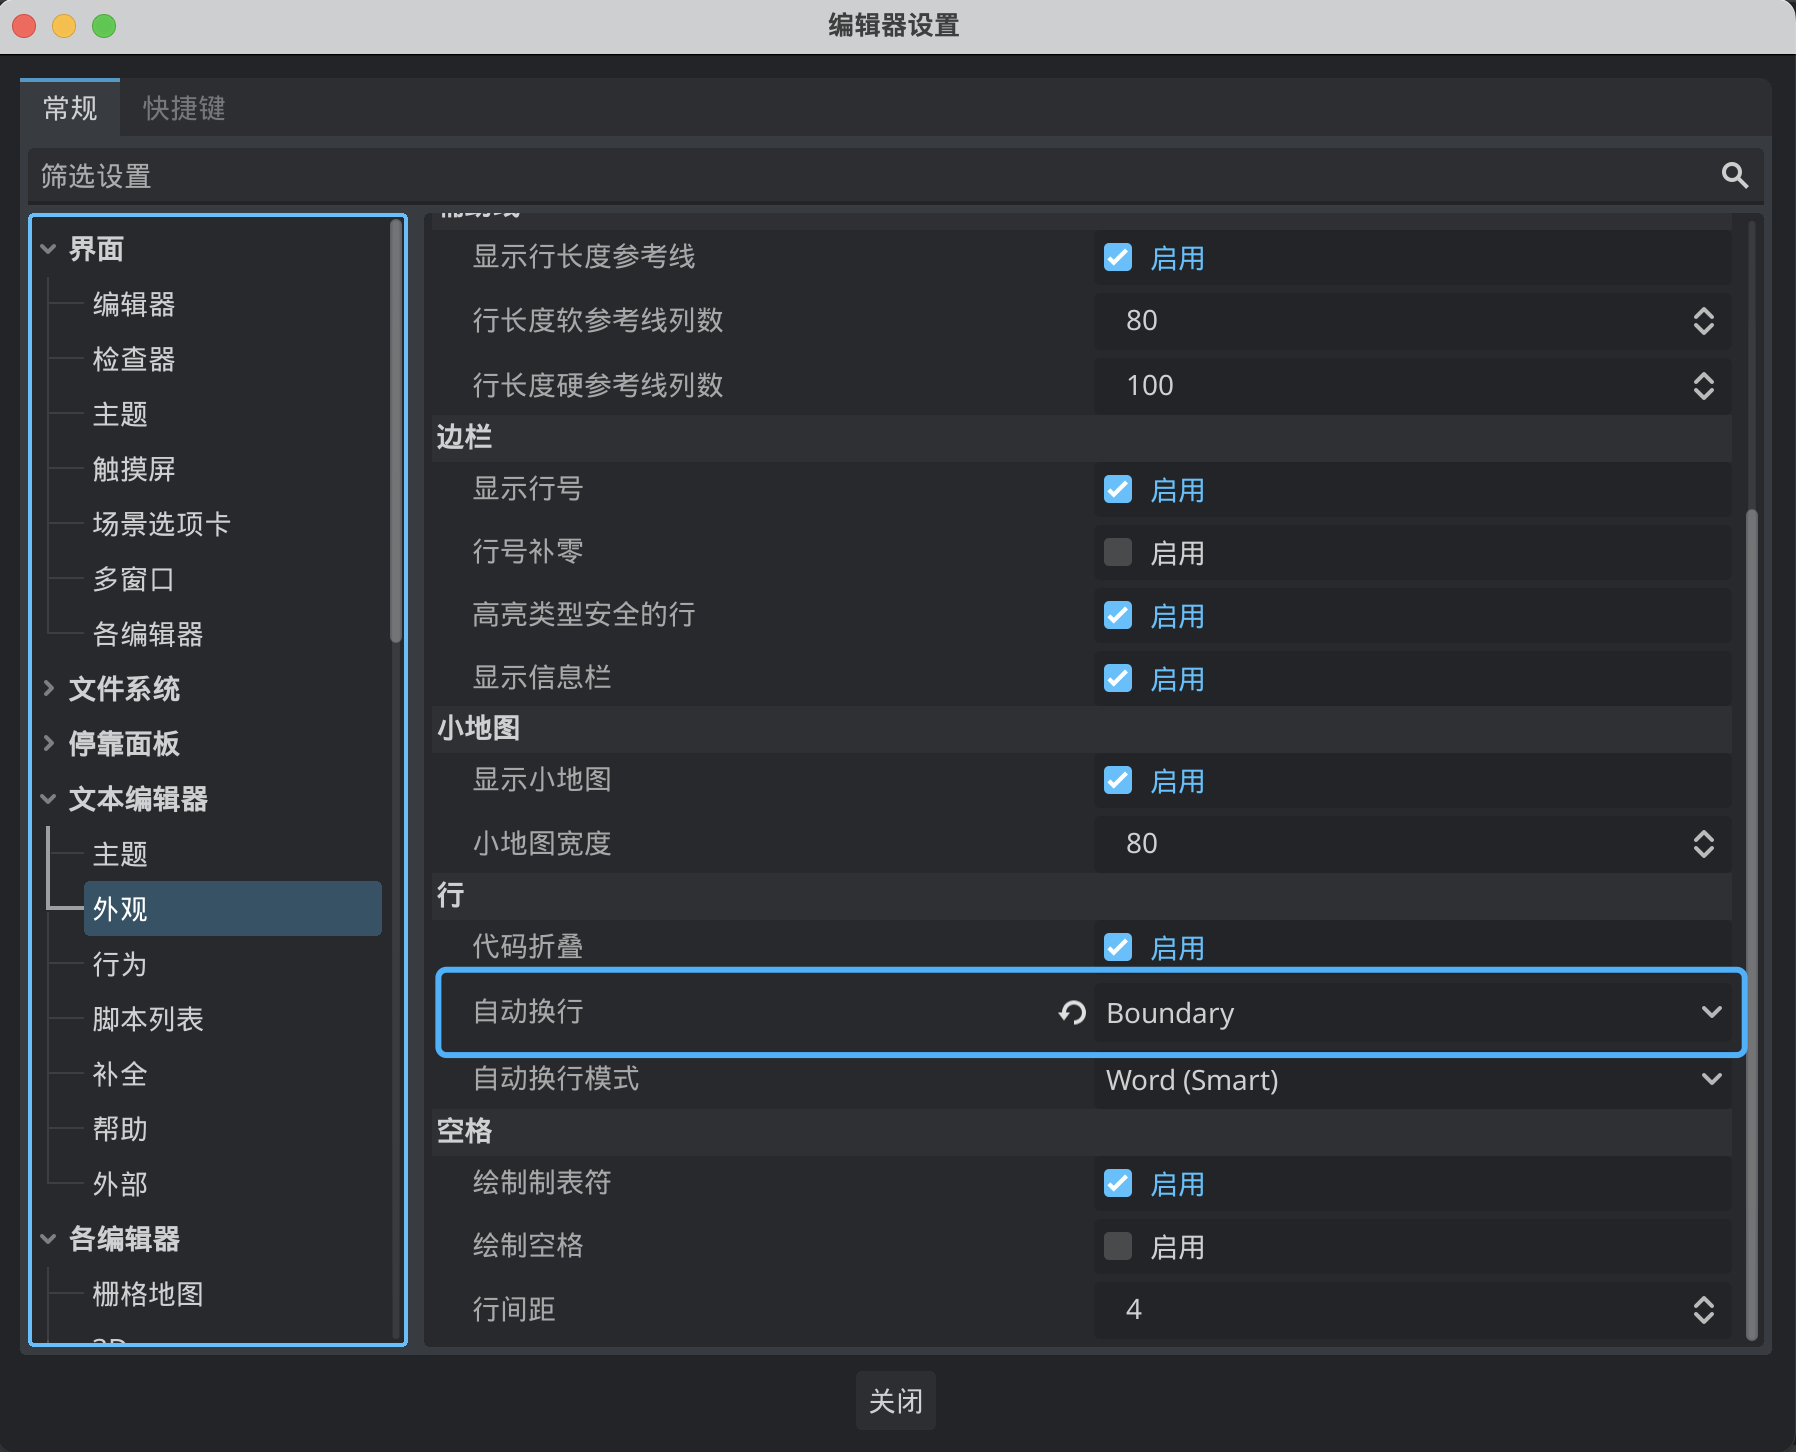 编辑器设置
常规
快捷键
筛选设置
界面
编辑器
检查器
主题
触摸屏
场景选项卡
多窗口
各编辑器
文件系统
停靠面板
文本编辑器
主题
外观
行为
脚本列表
补全
帮助
外部
各编辑器
栅格地图
显示行长度参考线 启用
行长度软参考线列数 80
行长度硬参考线列数 100
边栏
显示行号 启用
行号补零 启用
高亮类型安全的行 启用
显示信息栏 启用
小地图
显示小地图 启用
小地图宽度 80
行
代码折叠 启用
自动换行 Boundary
自动换行模式 Word (Smart)
空格
绘制制表符 启用
绘制空格 启用
行间距 4
关闭